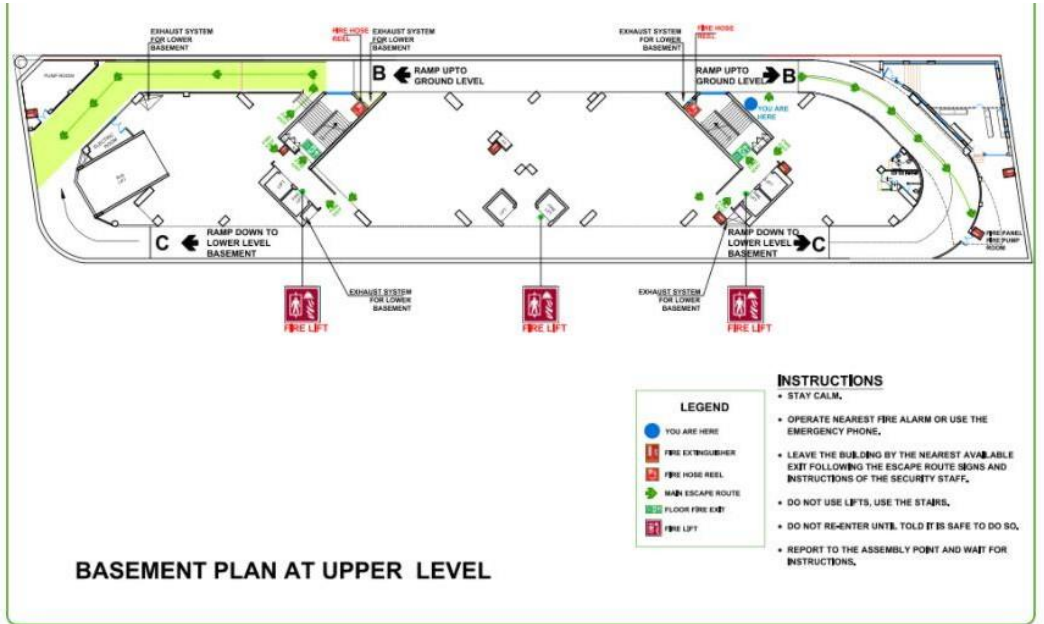 EXHAUST SYSTEM
FOR LOWER
BASEMENT
FIRE HOSE
REEL
EXHAUST SYSTEM
FOR LOWER
BASEMENT
EXHAUST SYSTEM
FOR LOWER
BASEMENT
FIRE HOSE
REEL
PUMP ROOM
B
RAMP UPTO
GROUND LEVEL
RAMP UPTO
GROUND LEVEL
B
YOU ARE
HERE
ELECTRIC
ROOM
C
RAMP DOWN TO
LOWER LEVEL
BASEMENT
RAMP DOWN TO
LOWER LEVEL
BASEMENT
C
FIRE PANEL
FIRE PUMP
ROOM
EXHAUST SYSTEM
FOR LOWER
BASEMENT
EXHAUST SYSTEM
FOR LOWER
BASEMENT
FIRE LIFT
FIRE LIFT
FIRE LIFT
LEGEND
YOU ARE HERE
FIRE EXTINGUISHER
FIRE HOSE REEL
MAIN ESCAPE ROUTE
FLOOR FIRE EXIT
FIRE LIFT
INSTRUCTIONS
• STAY CALM.
• OPERATE NEAREST FIRE ALARM OR USE THE
EMERGENCY PHONE.
• LEAVE THE BUILDING BY THE NEAREST AVAILABLE
EXIT FOLLOWING THE ESCAPE ROUTE SIGNS AND
INSTRUCTIONS OF THE SECURITY STAFF.
• DO NOT USE LIFTS, USE THE STAIRS.
• DO NOT RE-ENTER UNTIL TOLD IT IS SAFE TO DO SO.
• REPORT TO THE ASSEMBLY POINT AND WAIT FOR
INSTRUCTIONS.
BASEMENT PLAN AT UPPER LEVEL